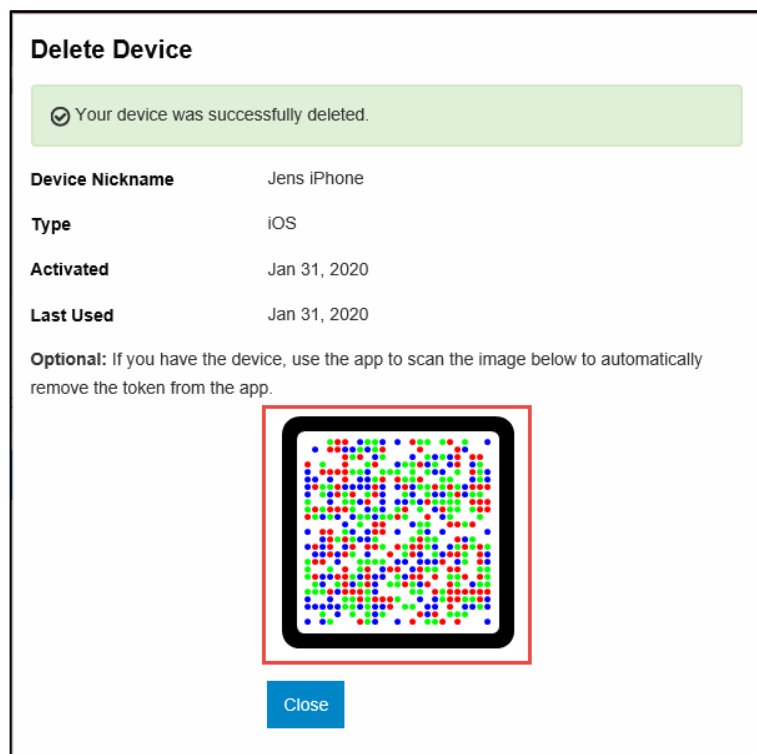 Delete Device
Your device was successfully deleted.
Device Nickname Jens iPhone
Type iOS
Activated Jan 31, 2020
Last Used Jan 31, 2020
Optional: If you have the device, use the app to scan the image below to automatically
remove the token from the app.
Close